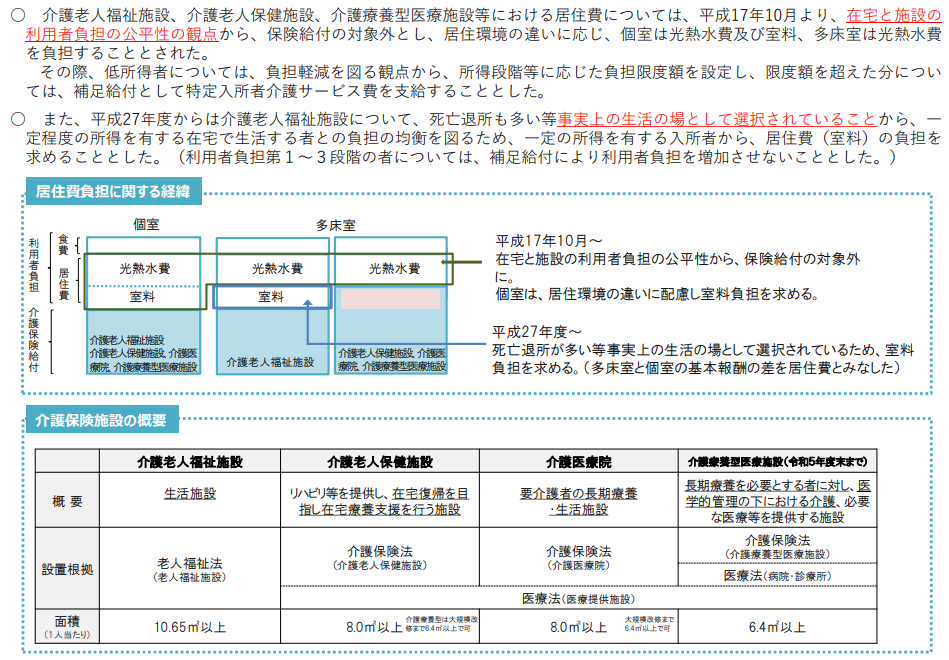 ○　介護老人福祉施設、介護老人保健施設、介護療養型医療施設等における居住費については、平成17年10月より、在宅と施設の
利用者負担の公平性の観点から、保険給付の対象外とし、居住環境の違いに応じ、個室は光熱水費及び室料、多床室は光熱水費
を負担することとされた。
その際、低所得者については、負担軽減を図る観点から、所得段階等に応じた負担限度額を設定し、限度額を超えた分につい
ては、補足給付として特定入所者介護サービス費を支給することとした。
○　また、平成27年度からは介護老人福祉施設について、死亡退所も多い等事実上の生活の場として選択されていることから、一
定程度の所得を有する在宅で生活する者との負担の均衡を図るため、一定の所得を有する入所者から、居住費（室料）の負担を
求めることとした。（利用者負担第１～３段階の者については、補足給付により利用者負担を増加させないこととした。）
居住費負担に関する経緯
個室
多床室
利用者負担
食費
居住費
介護保険給付
光熱水費
光熱水費
光熱水費
室料
室料
介護老人福祉施設
介護老人保健施設、介護医
療院、介護療養型医療施設
介護老人福祉施設
介護老人保健施設、介護医
療院、介護療養型医療施設
平成17年10月～
在宅と施設の利用者負担の公平性から、保険給付の対象外
に。
個室は、居住環境の違いに配慮し室料負担を求める。
平成27年度～
死亡退所が多い等事実上の生活の場として選択されているため、室料
負担を求める。（多床室と個室の基本報酬の差を居住費とみなした）
介護保険施設の概要
介護老人福祉施設
介護老人保健施設
介護医療院
介護療養型医療施設（令和5年度末まで）
概 要
生活施設
リハビリ等を提供し、在宅復帰を目
指し在宅療養支援を行う施設
要介護者の長期療養
・生活施設
長期療養を必要とする者に対し、医
学的管理の下における介護、必要
な医療等を提供する施設
設置根拠
老人福祉法
（老人福祉施設）
介護保険法
（介護老人保健施設）
介護保険法
（介護医療院）
介護保険法
（介護療養型医療施設）
医療法（病院・診療所）
医療法（医療提供施設）
面積
（1人当たり）
10.65㎡以上
8.0㎡以上
介護療養型は大規模改
修まで6.4㎡以上で可
8.0㎡以上
大規模改修まで
6.4㎡以上で可
6.4㎡以上